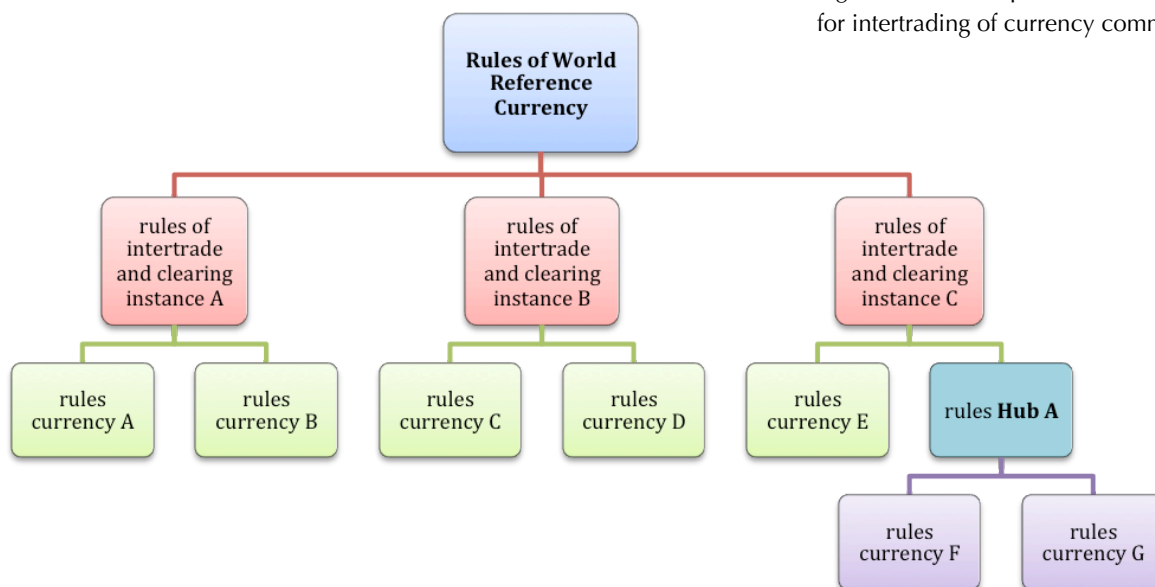 for intertrading of currency
Rules of World
Reference
Currency
rules of
intertrade
and clearing
instance A
rules of
intertrade
and clearing
instance B
rules of
intertrade
and clearing
instance C
rules
currency A
rules
currency B
rules
currency C
rules
currency D
rules
currency E
rules Hub A
rules
currency F
rules
currency G